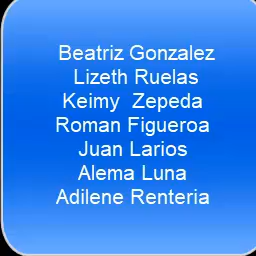 Beatriz Gonzalez
Lizeth Ruelas
Keimy  Zepeda
Roman Figueroa
Juan Larios
Alema Luna
Adilene Renteria